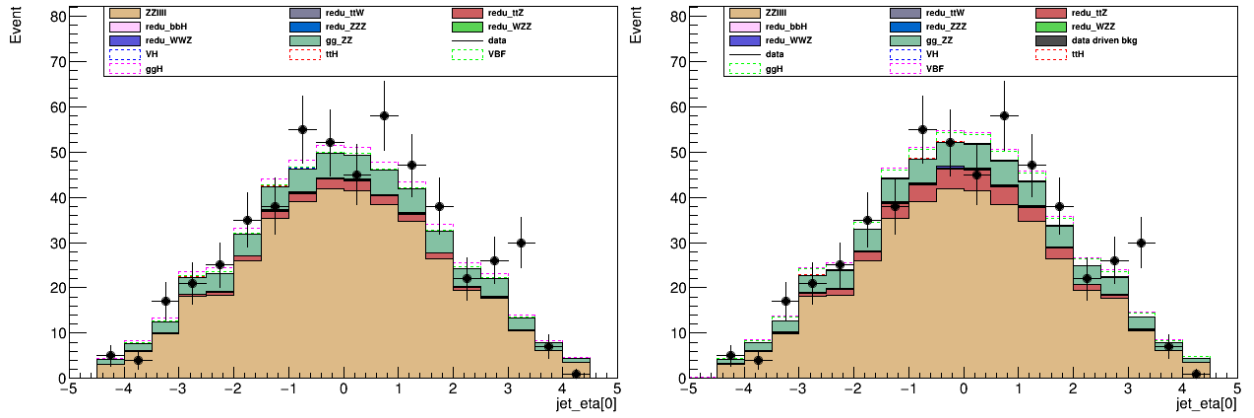 Event
80
70
60
50
40
30
20
10
0
ZZllll redu_ttW redu_ttZ
redu_bbH redu_ZZZ redu_WZZ
redu_WWZ gg_ZZ data
VH ttH VBF
ggH
−5 −4 −3 −2 −1 0 1 2 3 4 5
jet_eta[0]
Event
80
70
60
50
40
30
20
10
0
ZZllll redu_ttW redu_ttZ
redu_bbH redu_ZZZ redu_WZZ
redu_WWZ gg_ZZ data driven bkg
data VH ttH
ggH VBF
−5 −4 −3 −2 −1 0 1 2 3 4 5
jet_eta[0]